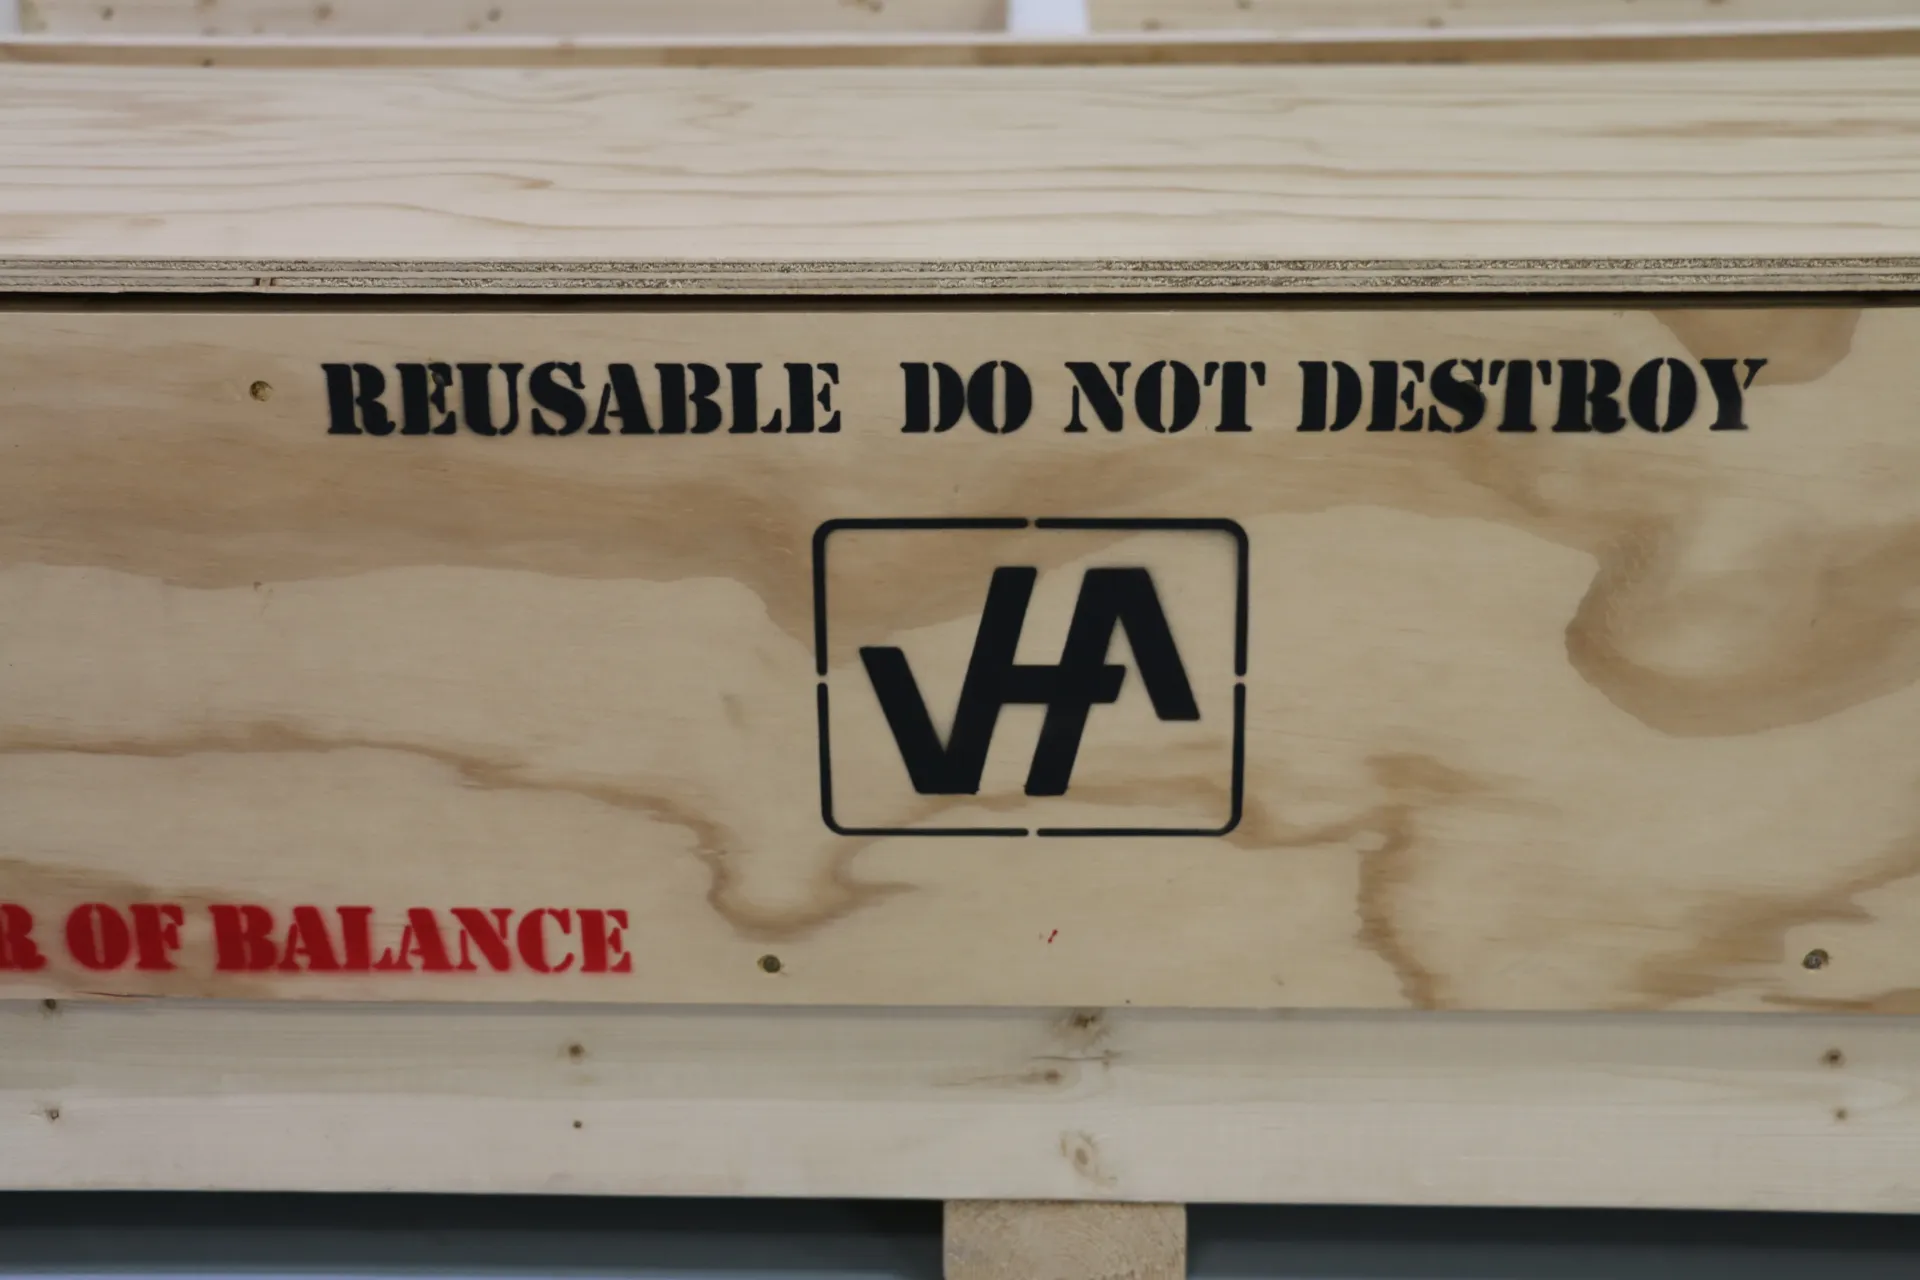 REUSABLE DO NOT DESTROY
VHA
R OF BALANCE